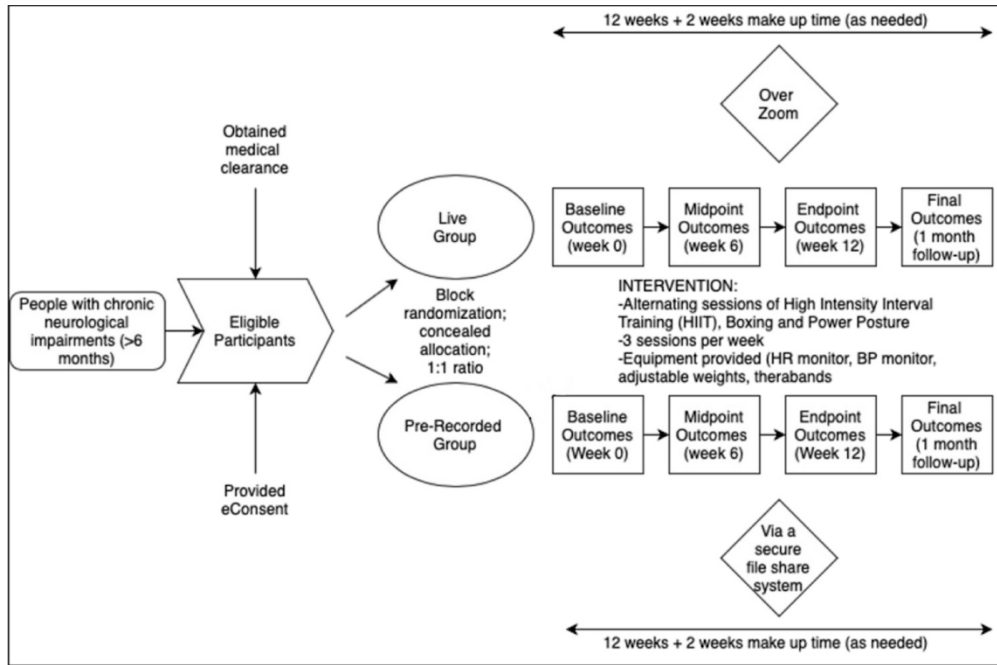 12 weeks + 2 weeks make up time (as needed)
Over
Zoom
Obtained
medical
clearance
Live
Group
Baseline
Outcomes
(week 0)
Midpoint
Outcomes
(week 6)
Endpoint
Outcomes
(week 12)
Final
Outcomes
(1 month
follow-up)
People with chronic
neurological
impairments (>6
months)
Eligible
Participants
Block
randomization;
concealed
allocation;
1:1 ratio
INTERVENTION:
-Alternating sessions of High Intensity Interval
Training (HIIT), Boxing and Power Posture
-3 sessions per week
-Equipment provided (HR monitor, BP monitor,
adjustable weights, therabands
Pre-Recorded
Group
Baseline
Outcomes
(Week 0)
Midpoint
Outcomes
(week 6)
Endpoint
Outcomes
(Week 12)
Final
Outcomes
(1 month
follow-up)
Provided
eConsent
Via a
secure
file share
system
12 weeks + 2 weeks make up time (as needed)